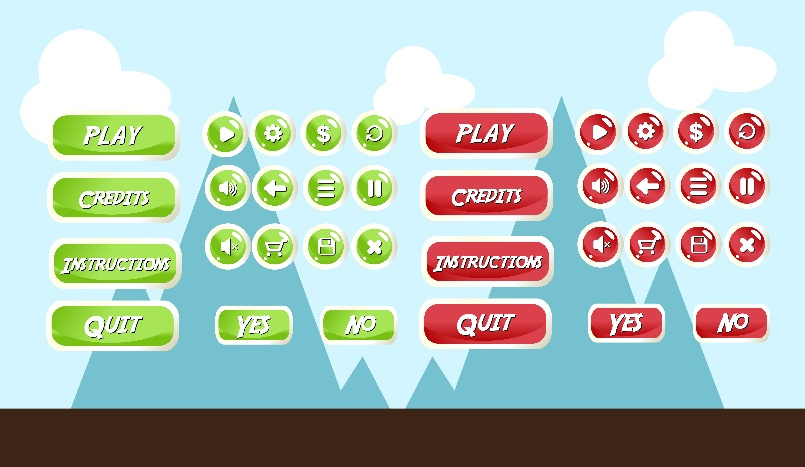 PLAY
CREDITS
INSTRUCTIONS
QUIT
$
YES
NO
PLAY
CREDITS
INSTRUCTIONS
QUIT
$
YES
NO